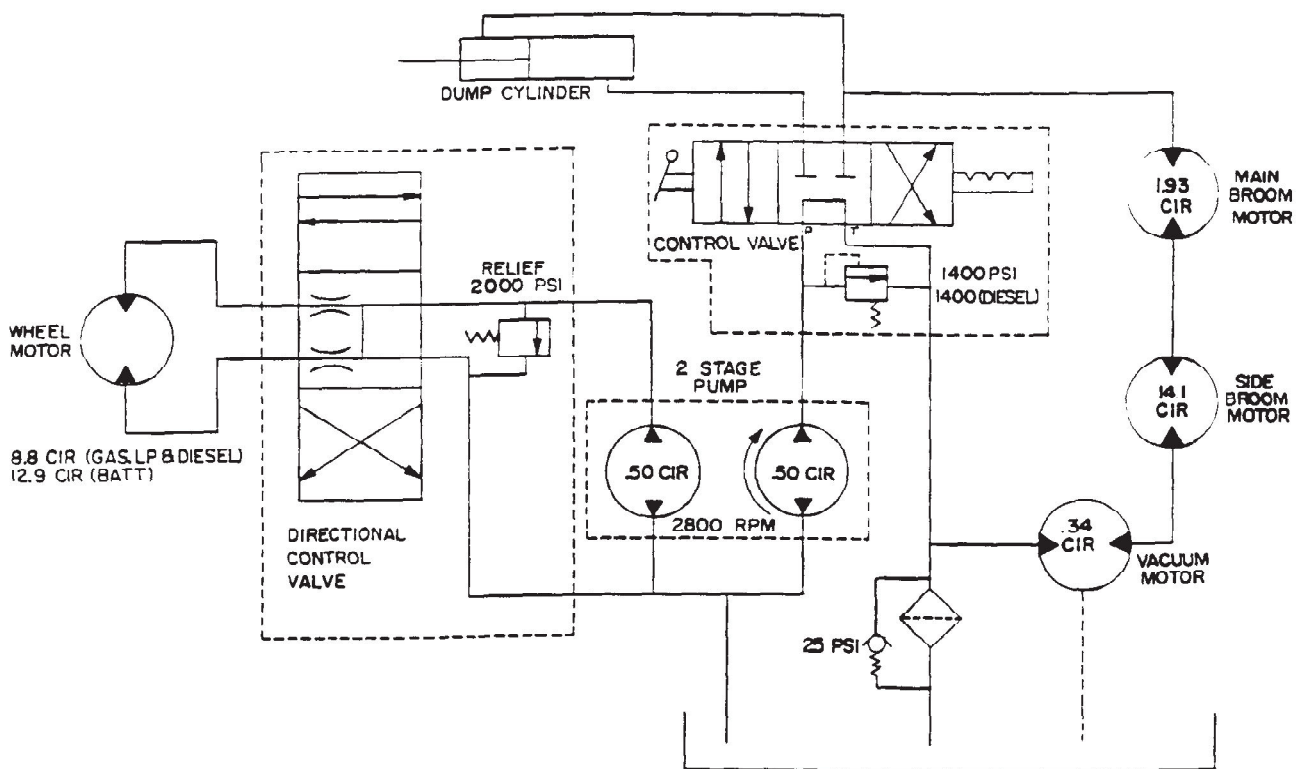 DUMP CYLINDER
CONTROL VALVE
P T
1400 PSI
1400 (DIESEL)
RELIEF
2000 PSI
WHEEL
MOTOR
8.8 CIR (GAS, LP & DIESEL)
12.9 CIR (BATT)
DIRECTIONAL
CONTROL
VALVE
2 STAGE
PUMP
.50 CIR
.50 CIR
2800 RPM
1.93
CIR
MAIN
BROOM
MOTOR
14.1
CIR
SIDE
BROOM
MOTOR
.34
CIR
VACUUM
MOTOR
25 PSI